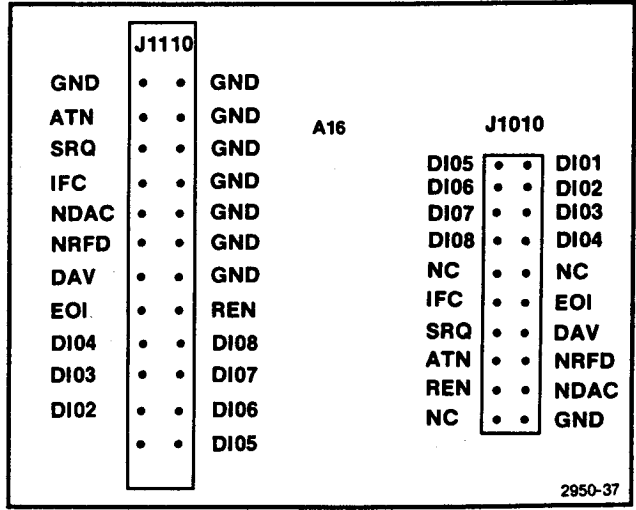 J1110
GND GND
ATN GND
SRQ GND
IFC GND
NDAC GND
NRFD GND
DAV GND
EOI REN
DI04 DI08
DI03 DI07
DI02 DI06
DI05
A16
J1010
DI05 DI01
DI06 DI02
DI07 DI03
DI08 DI04
NC NC
IFC EOI
SRQ DAV
ATN NRFD
REN NDAC
NC GND
2950-37